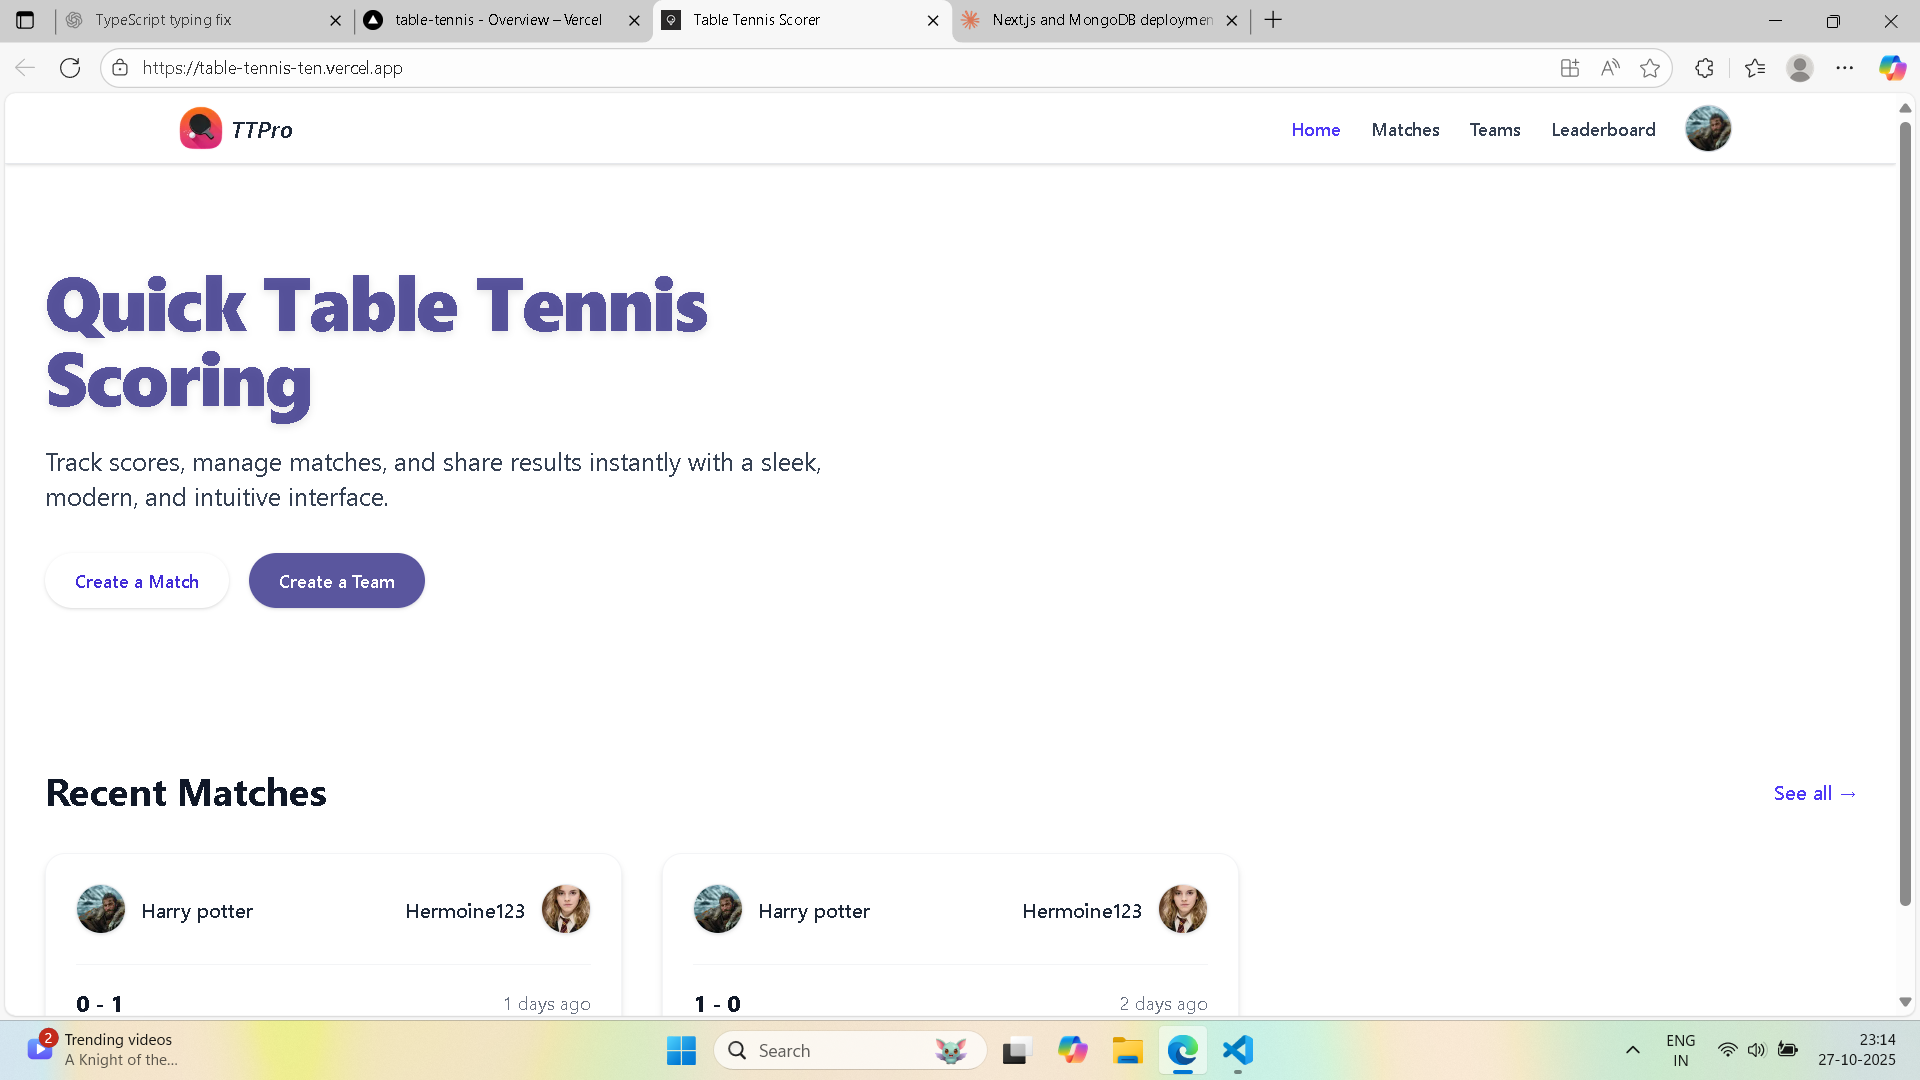 TypeScript typing fix
table-tennis - Overview – Vercel
Table Tennis Scorer
Next.js and MongoDB deploymen
https://table-tennis-ten.vercel.app
TTPro
Home
Matches
Teams
Leaderboard
Quick Table Tennis
Scoring
Track scores, manage matches, and share results instantly with a sleek,
modern, and intuitive interface.
Create a Match
Create a Team
Recent Matches
See all →
Harry potter
Hermoine123
0 - 1
1 days ago
Harry potter
Hermoine123
1 - 0
2 days ago
2
Trending videos
A Knight of the...
Search
ENG
IN
23:14
27-10-2025